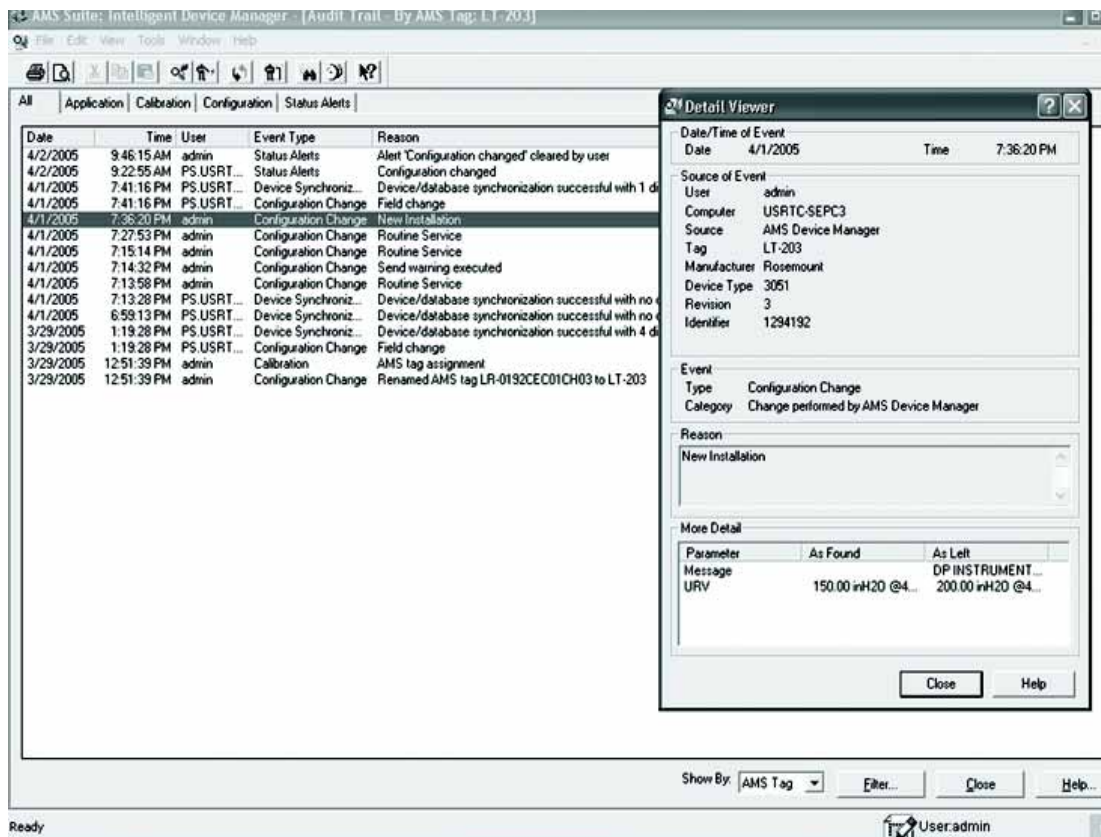 AMS Suite: Intelligent Device Manager - [Audit Trail - By AMS Tag: LT-203]
File Edit View Tools Window Help
All Application Calibration Configuration Status Alerts
Date Time User Event Type Reason
4/2/2005 9:46:15 AM admin Status Alerts Alert 'Configuration changed' cleared by user
4/2/2005 9:22:55 AM PS.USRT... Status Alerts Configuration changed
4/1/2005 7:41:16 PM PS.USRT... Device Synchroniz... Device/database synchronization successful with 1 di
4/1/2005 7:41:16 PM PS.USRT... Configuration Change Field change
4/1/2005 7:36:20 PM admin Configuration Change New Installation
4/1/2005 7:27:53 PM admin Configuration Change Routine Service
4/1/2005 7:15:14 PM admin Configuration Change Routine Service
4/1/2005 7:14:32 PM admin Configuration Change Send warning executed
4/1/2005 7:13:58 PM admin Configuration Change Routine Service
4/1/2005 7:13:28 PM PS.USRT... Device Synchroniz... Device/database synchronization successful with no
4/1/2005 6:59:13 PM PS.USRT... Device Synchroniz... Device/database synchronization successful with no
3/29/2005 1:19:28 PM PS.USRT... Device Synchroniz... Device/database synchronization successful with 4 di
3/29/2005 1:19:28 PM PS.USRT... Configuration Change Field change
3/29/2005 12:51:39 PM admin Calibration AMS tag assignment
3/29/2005 12:51:39 PM admin Configuration Change Renamed AMS tag LR-0192CEC01CH03 to LT-203
Detail Viewer
Date/Time of Event
Date 4/1/2005 Time 7:36:20 PM
Source of Event
User admin
Computer USRTC-SEPC3
Source AMS Device Manager
Tag LT-203
Manufacturer Rosemount
Device Type 3051
Revision 3
Identifier 1294192
Event
Type Configuration Change
Category Change performed by AMS Device Manager
Reason
New Installation
More Detail
Parameter As Found As Left
Message DP INSTRUMENT...
URV 150.00 inH2O @4... 200.00 inH2O @4...
Close Help
Show By: AMS Tag Filter... Close Help...
Ready User:admin